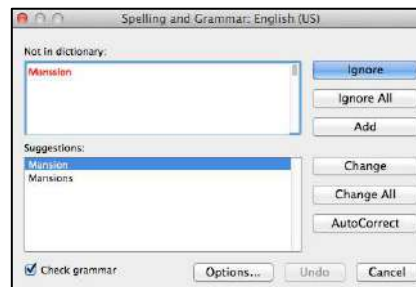 Spelling and Grammar: English (US)
Not in dictionary:
Manssion
Ignore
Ignore All
Add
Suggestions:
Mansion
Mansions
Change
Change All
AutoCorrect
Check grammar
Options...
Undo
Cancel